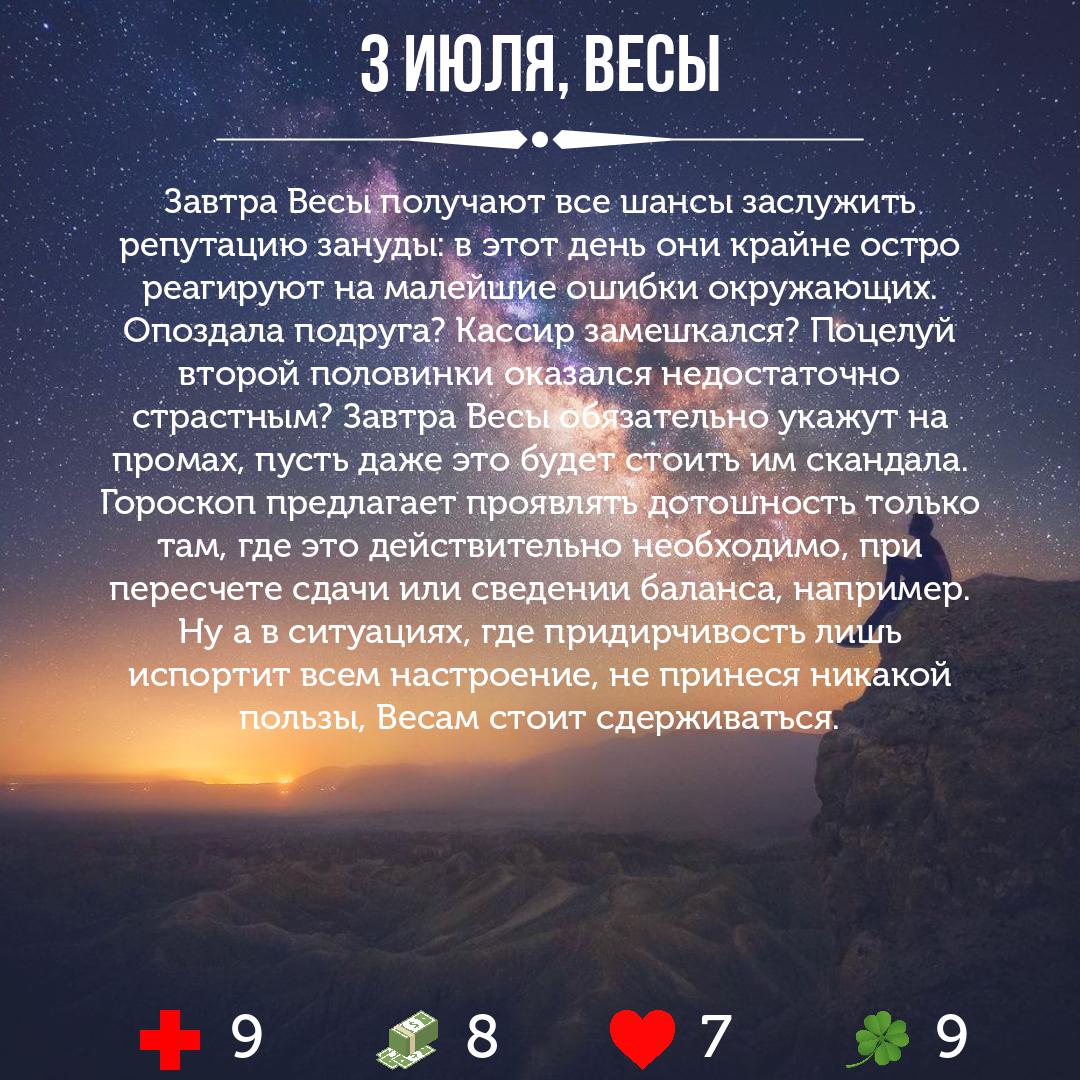 3 ИЮЛЯ, ВЕСЫ
Завтра Весы получают все шансы заслужить
репутацию зануды: в этот день они крайне остро
реагируют на малейшие ошибки окружающих.
Опоздала подруга? Кассир замешкался? Поцелуй
второй половинки оказался недостаточно
страстным? Завтра Весы обязательно укажут на
промах, пусть даже это будет стоить им скандала.
Гороскоп предлагает проявлять дотошность только
там, где это действительно необходимо, при
пересчете сдачи или сведении баланса, например.
Ну а в ситуациях, где придирчивость лишь
испортит всем настроение, не принеся никакой
пользы, Весам стоит сдерживаться.
9 8 7 9